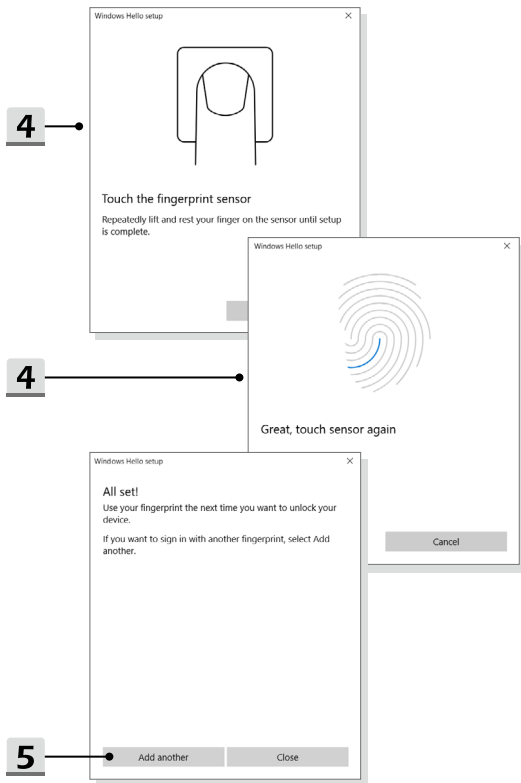 Windows Hello setup
4
Touch the fingerprint sensor
Repeatedly lift and rest your finger on the sensor until setup
is complete.
Windows Hello setup
4
Great, touch sensor again
Cancel
Windows Hello setup
All set!
Use your fingerprint the next time you want to unlock your
device.
If you want to sign in with another fingerprint, select Add
another.
5
Add another
Close